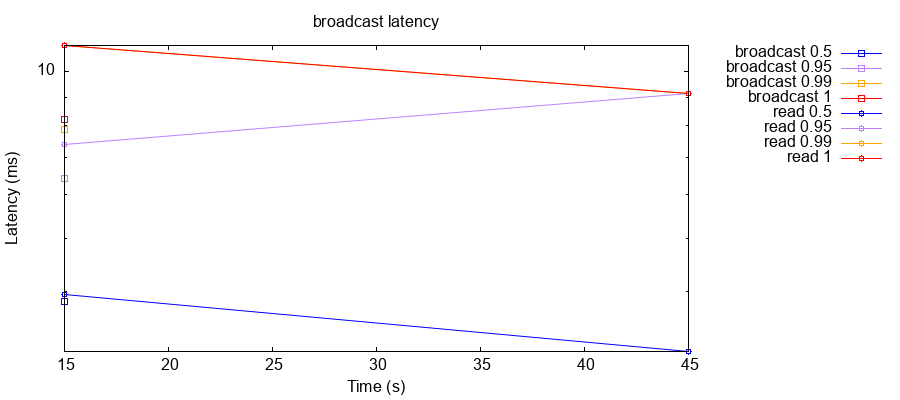 broadcast latency
broadcast 0.5
broadcast 0.95
broadcast 0.99
broadcast 1
read 0.5
read 0.95
read 0.99
read 1
10
Latency (ms)
15 20 25 30 35 40 45
Time (s)